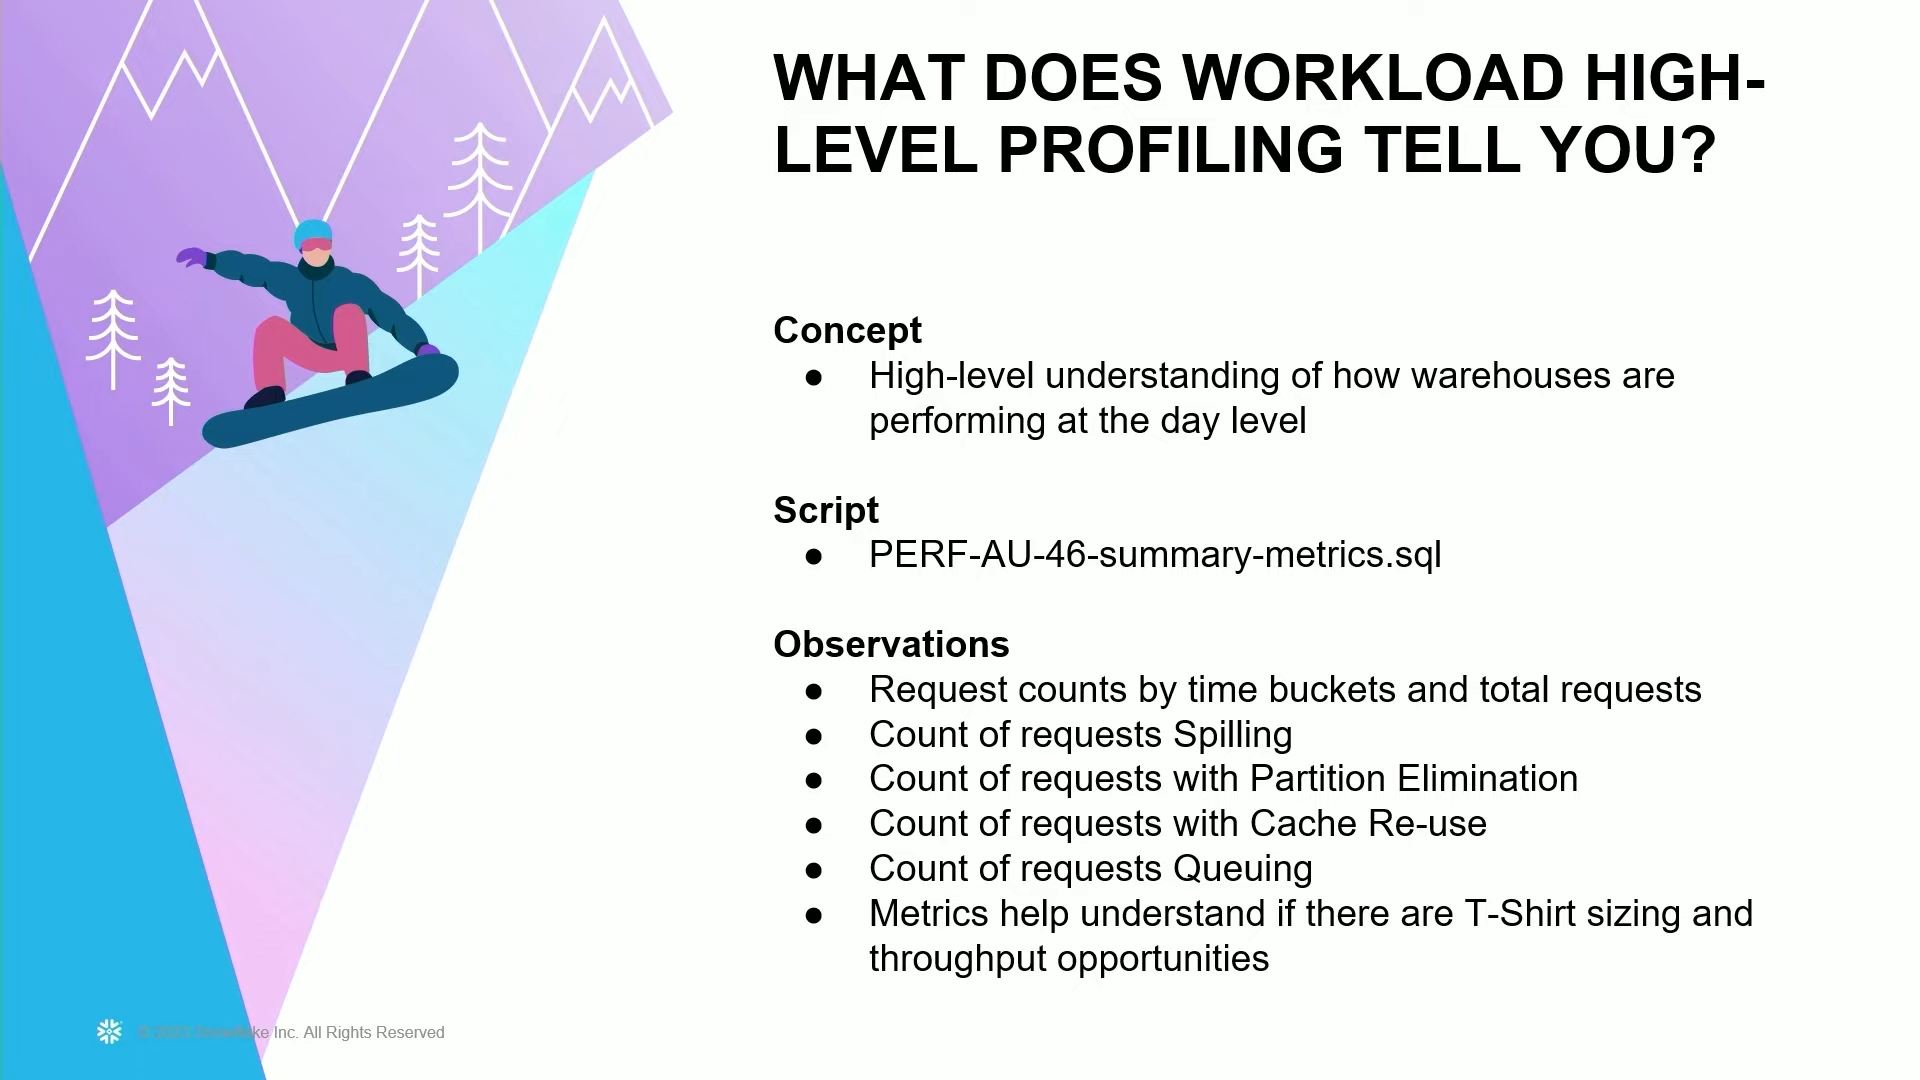 WHAT DOES WORKLOAD HIGH-
LEVEL PROFILING TELL YOU?
Concept
● High-level understanding of how warehouses are
performing at the day level
Script
● PERF-AU-46-summary-metrics.sql
Observations
● Request counts by time buckets and total requests
● Count of requests Spilling
● Count of requests with Partition Elimination
● Count of requests with Cache Re-use
● Count of requests Queuing
● Metrics help understand if there are T-Shirt sizing and
throughput opportunities
© Snowflake Inc. All Rights Reserved